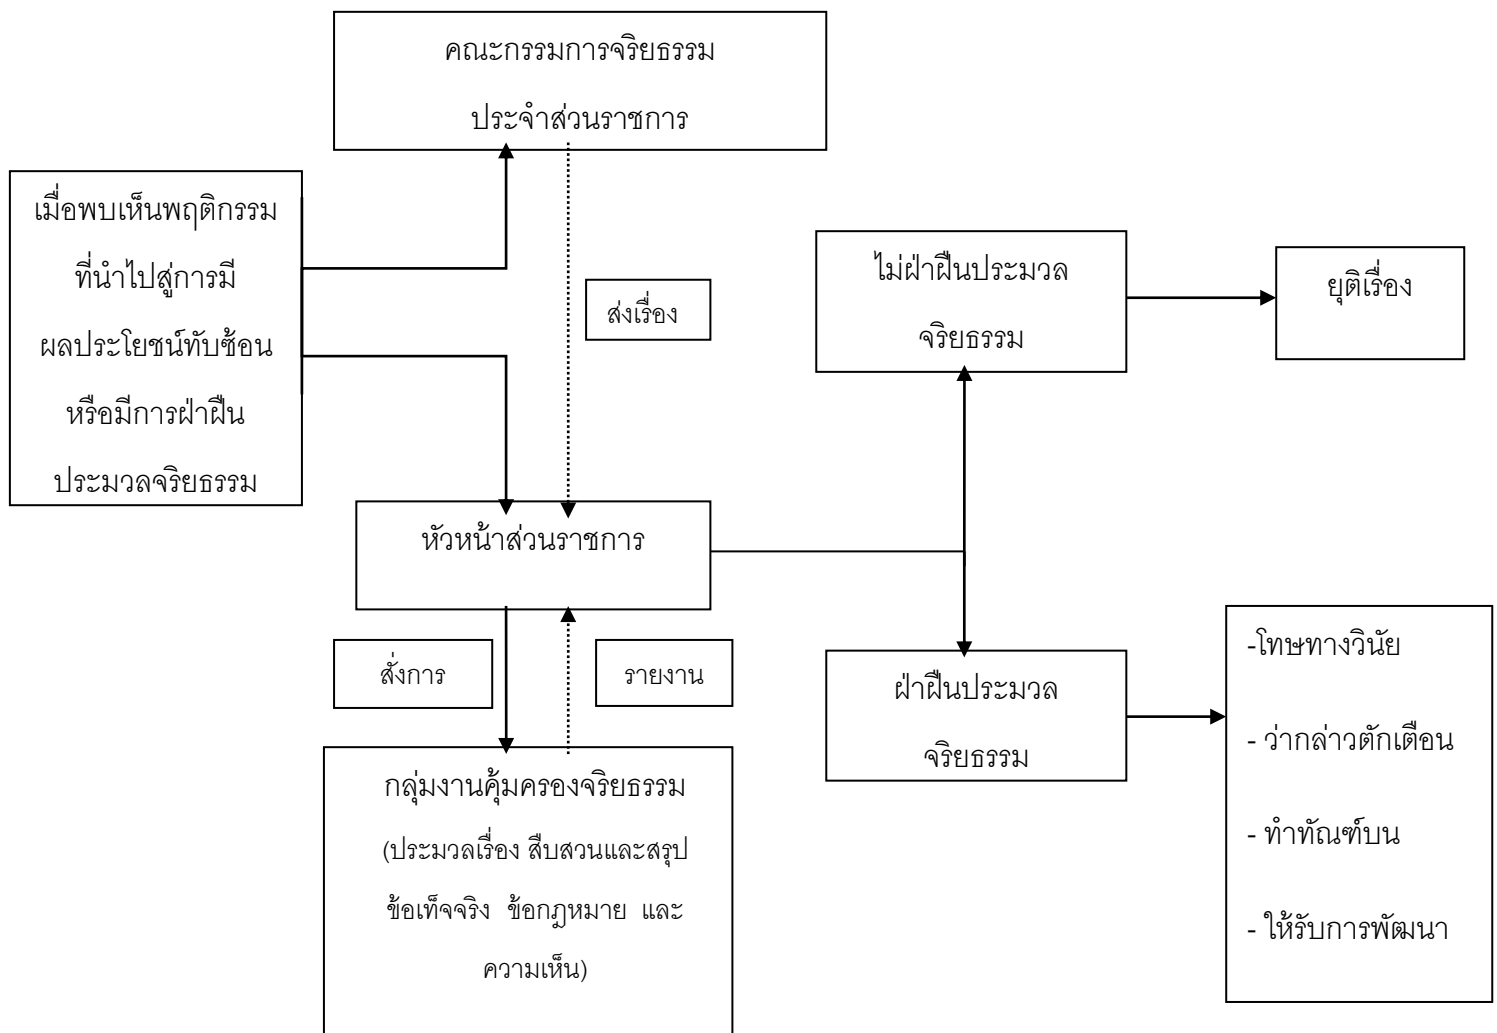 คณะกรรมการจริยธรรม
ประจำส่วนราชการ
เมื่อพบเห็นพฤติกรรม
ที่นำไปสู่การมี
ผลประโยชน์ทับซ้อน
หรือมีการฝ่าฝืน
ประมวลจริยธรรม
ส่งเรื่อง
ไม่ฝ่าฝืนประมวล
จริยธรรม
ยุติเรื่อง
หัวหน้าส่วนราชการ
สั่งการ
รายงาน
ฝ่าฝืนประมวล
จริยธรรม
-โทษทางวินัย
- ว่ากล่าวตักเตือน
- ทำทัณฑ์บน
- ให้รับการพัฒนา
กลุ่มงานคุ้มครองจริยธรรม
(ประมวลเรื่อง สืบสวนและสรุป
ข้อเท็จจริง ข้อกฎหมาย และ
ความเห็น)